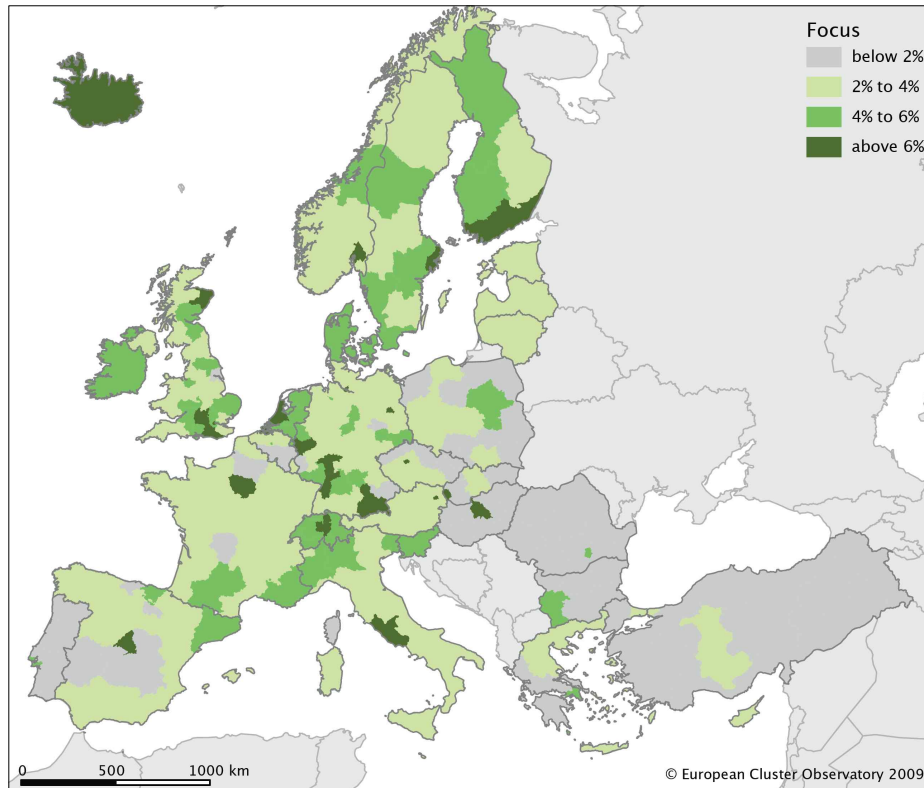 Focus
below 2%
2% to 4%
4% to 6%
above 6%
0 500 1000 km
© European Cluster Observatory 2009